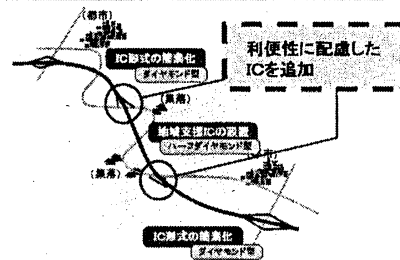 (都市)
IC形式の簡素化
ダイヤモンド型
利便性に配慮した
ICを追加
(集落)
地域支援ICの設置
ハーフダイヤモンド型
(集落)
IC形式の簡素化
ダイヤモンド型